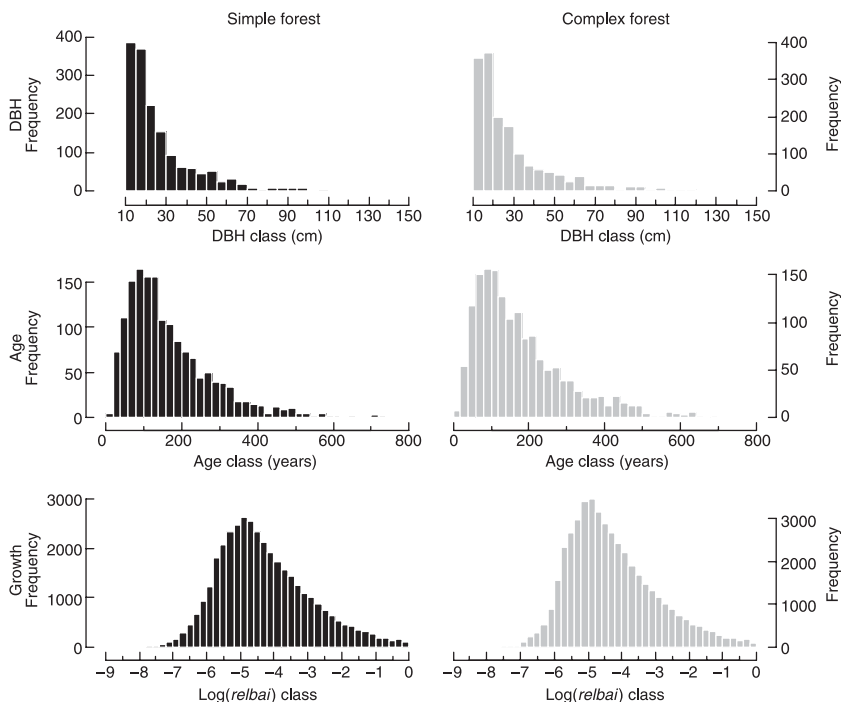 Simple forest
Complex forest
DBH
Frequency
400
300
200
100
0
10 30 50 70 90 110 130 150
DBH class (cm)
400
300
200
100
0
Frequency
10 30 50 70 90 110 130 150
DBH class (cm)
Age
Frequency
150
100
50
0
0 200 400 600 800
Age class (years)
150
100
50
0
Frequency
0 200 400 600 800
Age class (years)
Growth
Frequency
3000
2000
1000
0
−9 −8 −7 −6 −5 −4 −3 −2 −1 0
Log(relbai) class
3000
2000
1000
0
Frequency
−9 −8 −7 −6 −5 −4 −3 −2 −1 0
Log(relbai) class